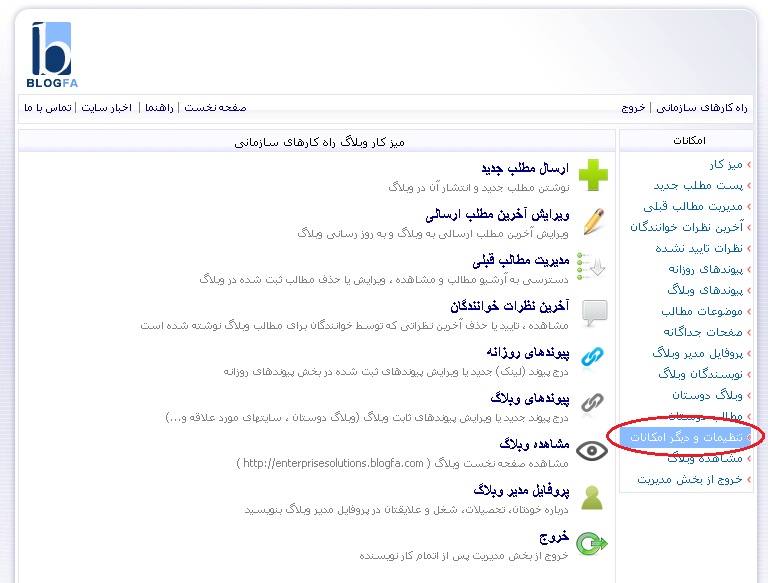 BLOGFA
راه کارهای سازمانی | خروج
صفحه نخست | راهنما | اخبار سایت | تماس با ما
امکانات
میز کار
پست مطلب جدید
مدیریت مطالب قبلی
آخرین نظرات خوانندگان
نظرات تایید نشده
پیوندهای روزانه
پیوندهای وبلاگ
موضوعات مطالب
صفحات جداگانه
پروفایل مدیر وبلاگ
نویسندگان وبلاگ
وبلاگ دوستان
مطالب دوستان
تنظیمات و دیگر امکانات
مشاهده وبلاگ
خروج از بخش مدیریت
میز کار وبلاگ راه کارهای سازمانی
ارسال مطلب جدید
نوشتن مطلب جدید و انتشار آن در وبلاگ
ویرایش آخرین مطلب ارسالی
ویرایش آخرین مطلب ارسالی به وبلاگ و به روز رسانی وبلاگ
مدیریت مطالب قبلی
دسترسی به آرشیو مطالب و مشاهده ، ویرایش یا حذف مطالب ثبت شده در وبلاگ
آخرین نظرات خوانندگان
مشاهده ، تایید یا حذف آخرین نظراتی که توسط خوانندگان برای مطالب وبلاگ نوشته شده است
پیوندهای روزانه
درج پیوند (لینک) جدید یا ویرایش پیوندهای ثبت شده در بخش پیوندهای روزانه
پیوندهای وبلاگ
درج پیوند جدید یا ویرایش پیوندهای ثابت وبلاگ (وبلاگ دوستان ، سایتهای مورد علاقه و...)
مشاهده وبلاگ
مشاهده صفحه نخست وبلاگ ( http://enterprisesolutions.blogfa.com )
پروفایل مدیر وبلاگ
درباره خودتان، تحصیلات، شغل و علایقتان در پروفایل مدیر وبلاگ بنویسید
خروج
خروج از بخش مدیریت پس از اتمام کار نویسنده